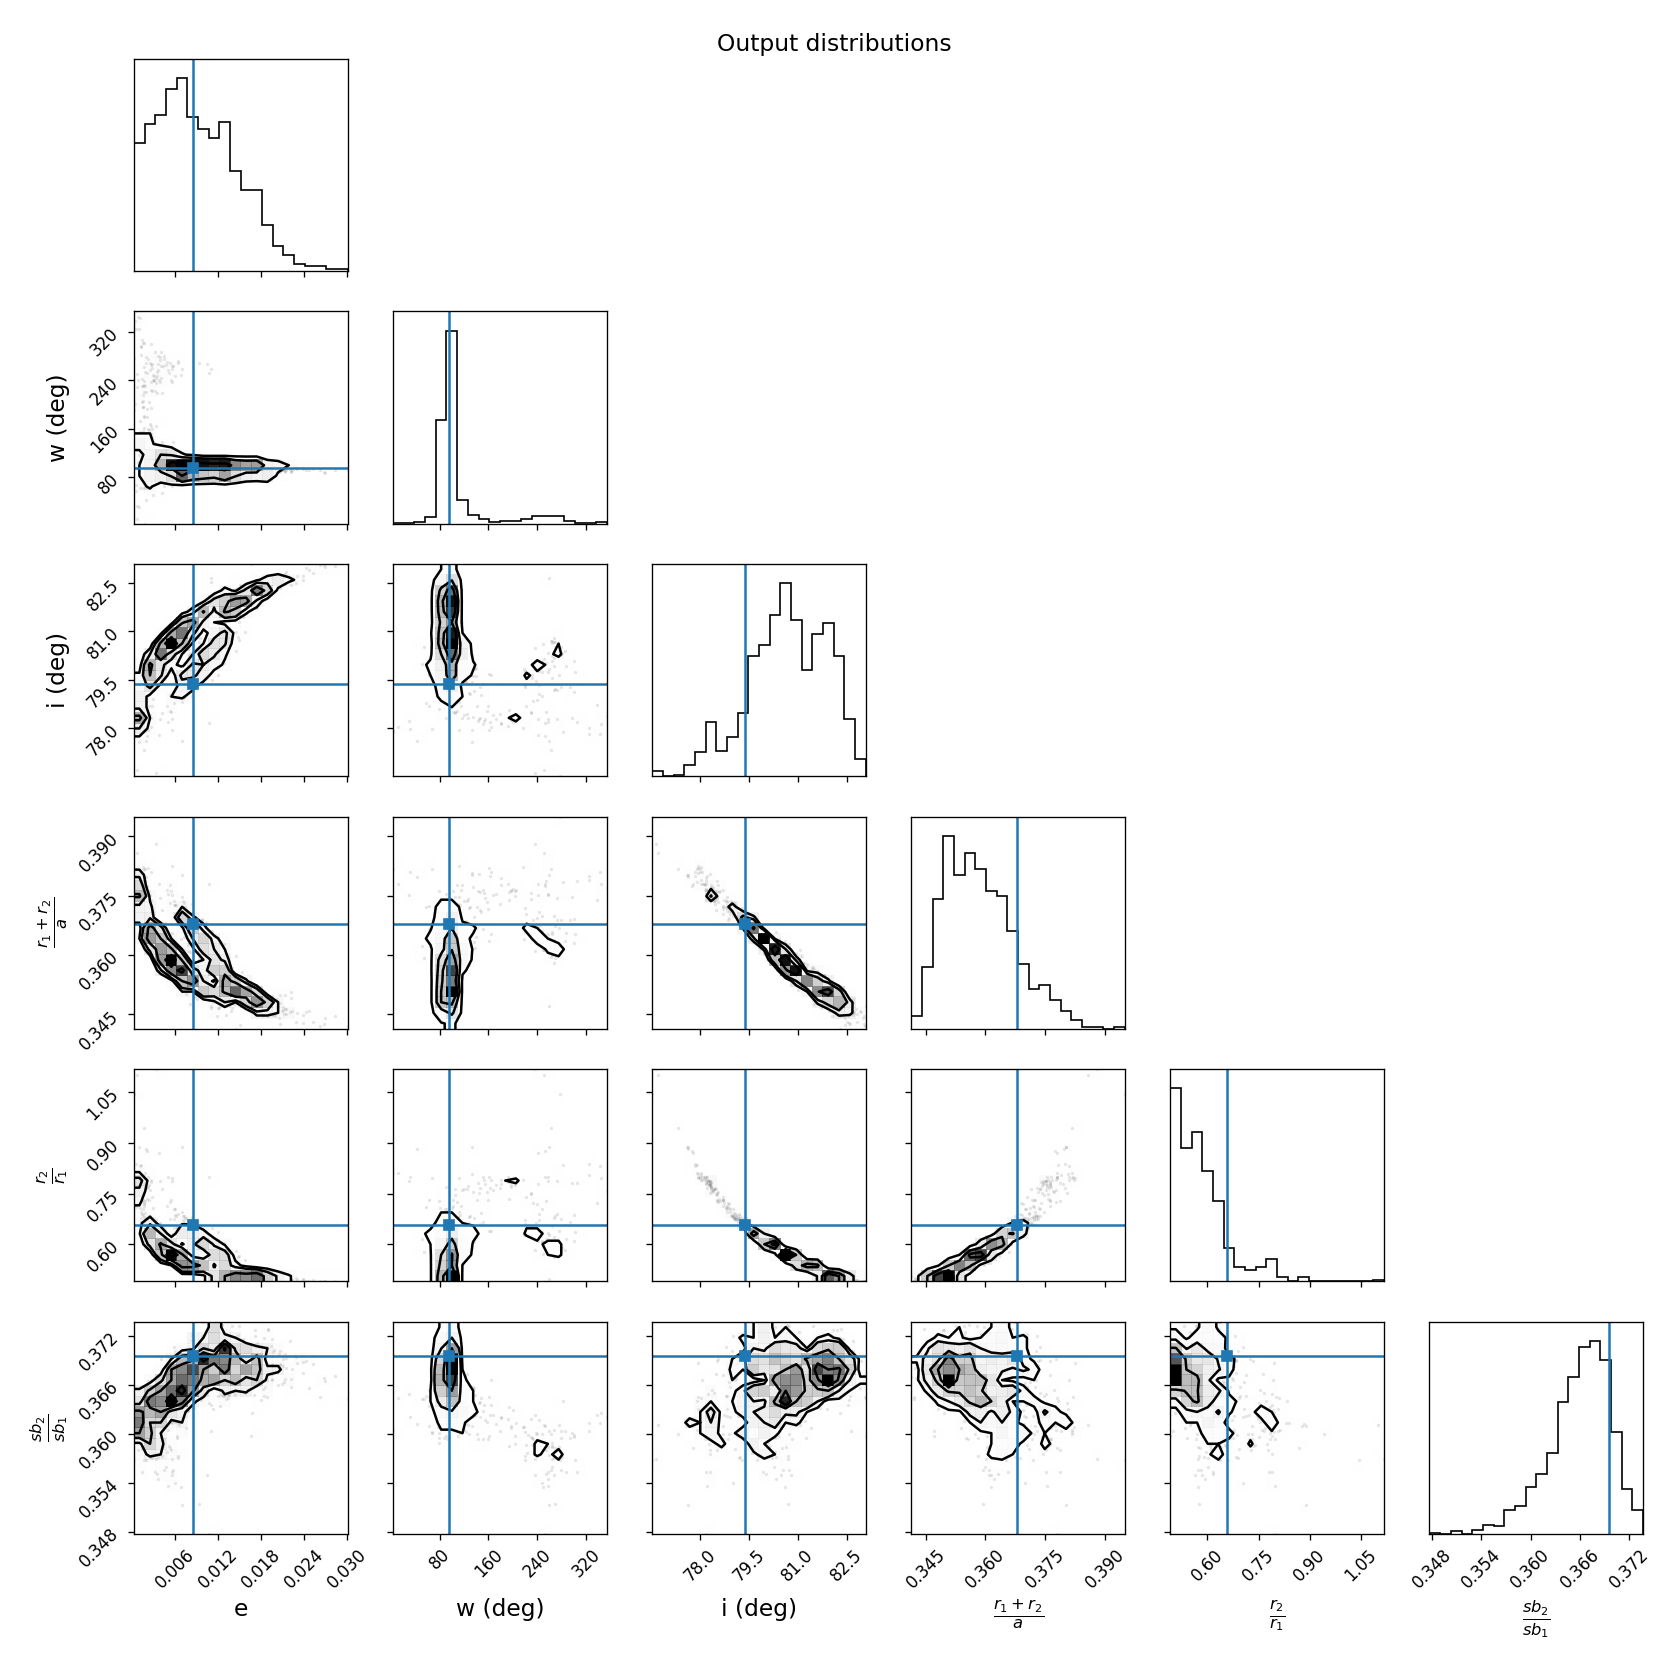 Output distributions
w (deg)
320
240
160
80
i (deg)
82.5
81.0
79.5
78.0
r₁ + r₂
a
0.390
0.375
0.360
0.345
r₂
r₁
1.05
0.90
0.75
0.60
sb₂
sb₁
0.372
0.366
0.360
0.354
0.348
0.006 0.012 0.018 0.024 0.030
80 160 240 320
78.0 79.5 81.0 82.5
0.345 0.360 0.375 0.390
0.60 0.75 0.90 1.05
0.348 0.354 0.360 0.366 0.372
e
w (deg)
i (deg)
r₁ + r₂
a
r₂
r₁
sb₂
sb₁